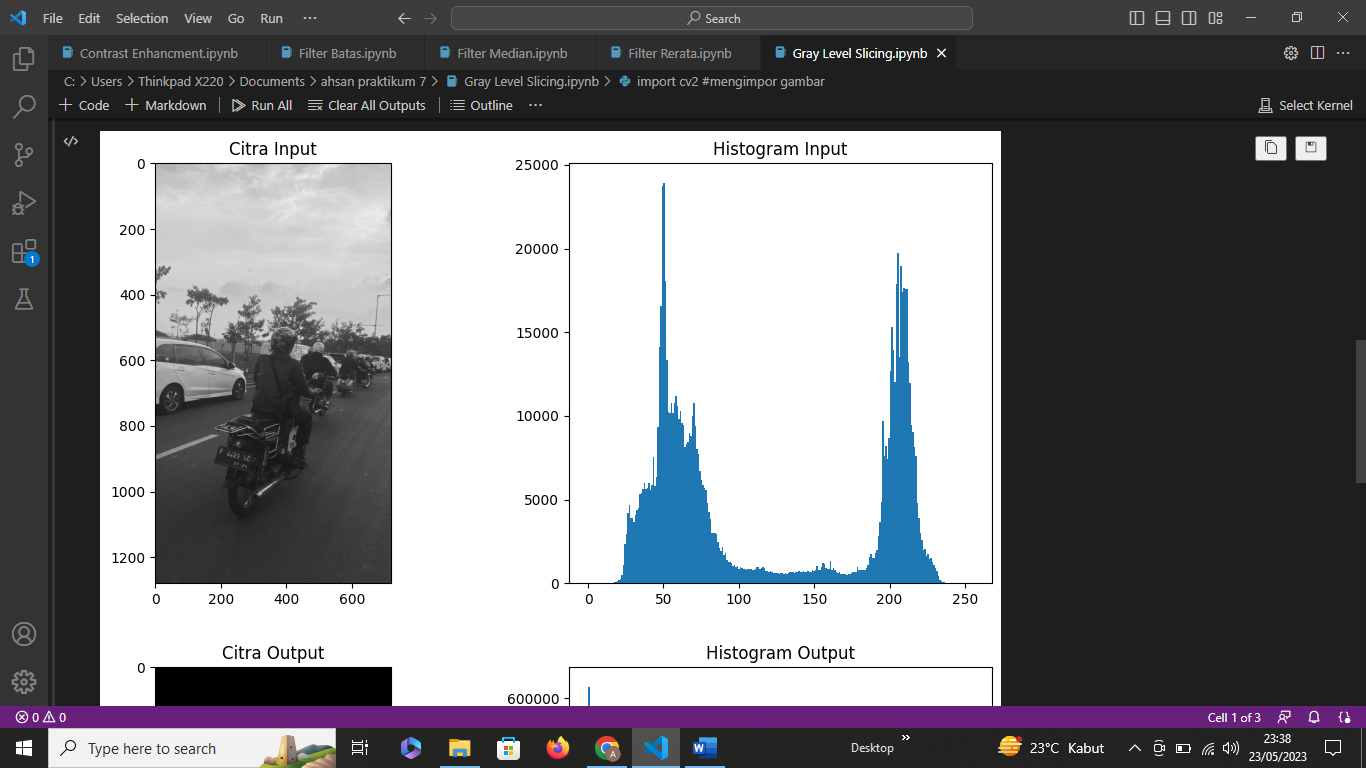 File Edit Selection View Go Run ··· Search
Contrast Enhancment.ipynb Filter Batas.ipynb Filter Median.ipynb Filter Rerata.ipynb Gray Level Slicing.ipynb
C: > Users > Thinkpad X220 > Documents > ahsan praktikum 7 > Gray Level Slicing.ipynb > import cv2 #mengimpor gambar
+ Code + Markdown Run All Clear All Outputs Outline ··· Select Kernel
Citra Input
0
200
400
600
800
1000
1200
0 200 400 600
Histogram Input
25000
20000
15000
10000
5000
0
0 50 100 150 200 250
1
Citra Output
0
Histogram Output
600000
0 0 Cell 1 of 3
Type here to search Desktop 23°C Kabut 23:38
23/05/2023